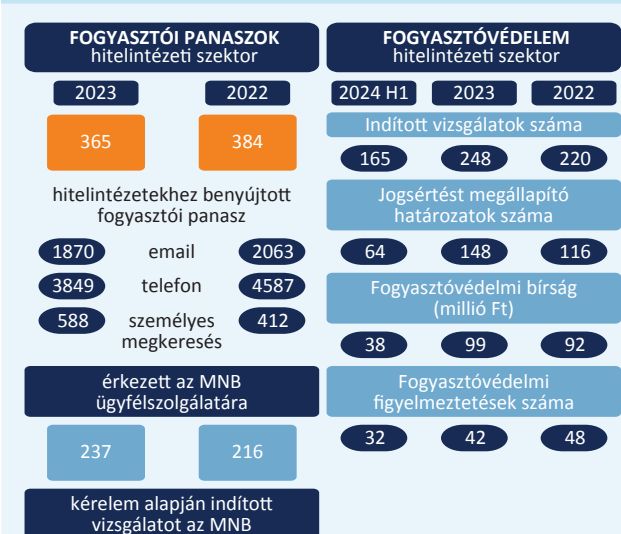 FOGYASZTÓI PANASZOK
hitelintézeti szektor
2023 2022
365 384
hitelintézetekhez benyújtott
fogyasztói panasz
1870 email 2063
3849 telefon 4587
588 személyes 412
megkeresés
érkezett az MNB
ügyfélszolgálatára
237 216
kérelem alapján indított
vizsgálatot az MNB
FOGYASZTÓVÉDELEM
hitelintézeti szektor
2024 H1 2023 2022
Indított vizsgálatok száma
165 248 220
Jogsértést megállapító
határozatok száma
64 148 116
Fogyasztóvédelmi bírság
(millió Ft)
38 99 92
Fogyasztóvédelmi
figyelmeztetések száma
32 42 48